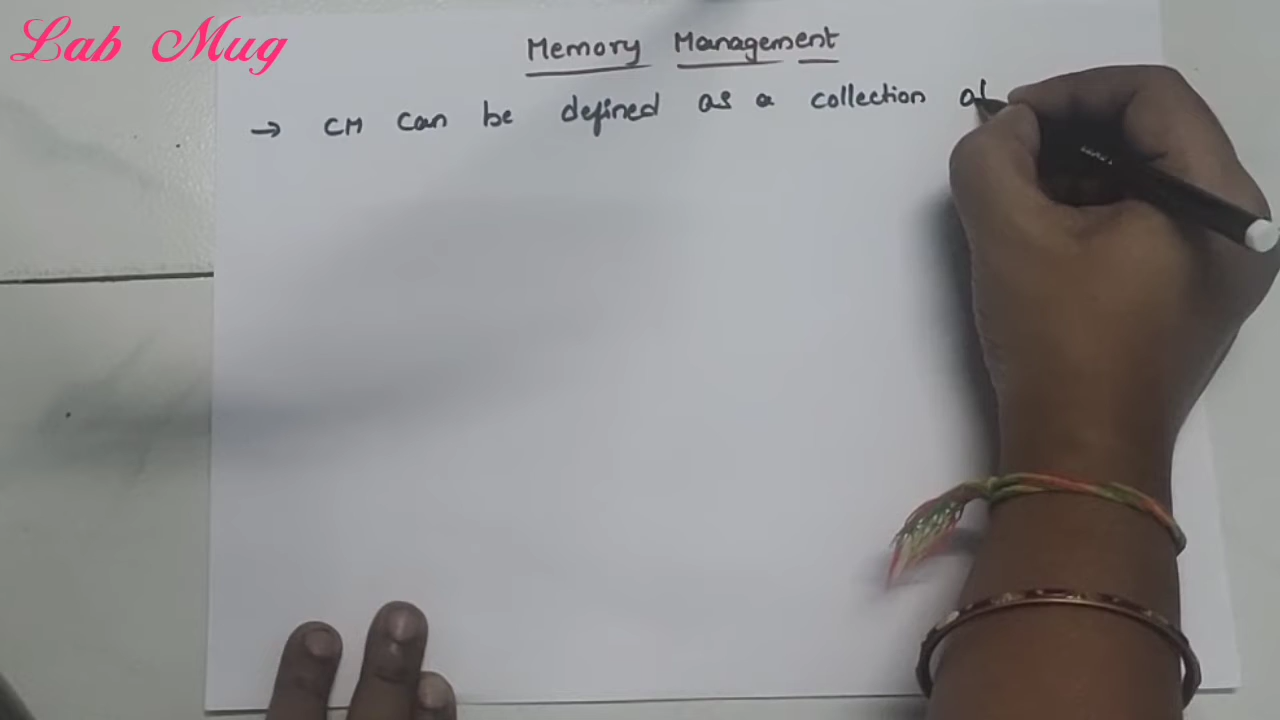 Lab Mug
Memory Management
→ CM can be defined as a collection of